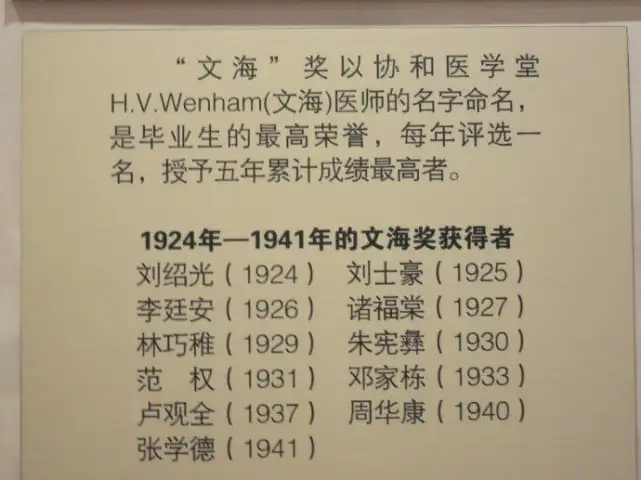 “文海”奖以协和医学堂
H.V.Wenham(文海)医师的名字命名，
是毕业生的最高荣誉，每年评选一
名，授予五年累计成绩最高者。
1924年—1941年的文海奖获得者
刘绍光（1924） 刘士豪（1925）
李廷安（1926） 诸福棠（1927）
林巧稚（1929） 朱宪彝（1930）
范 权（1931） 邓家栋（1933）
卢观全（1937） 周华康（1940）
张学德（1941）